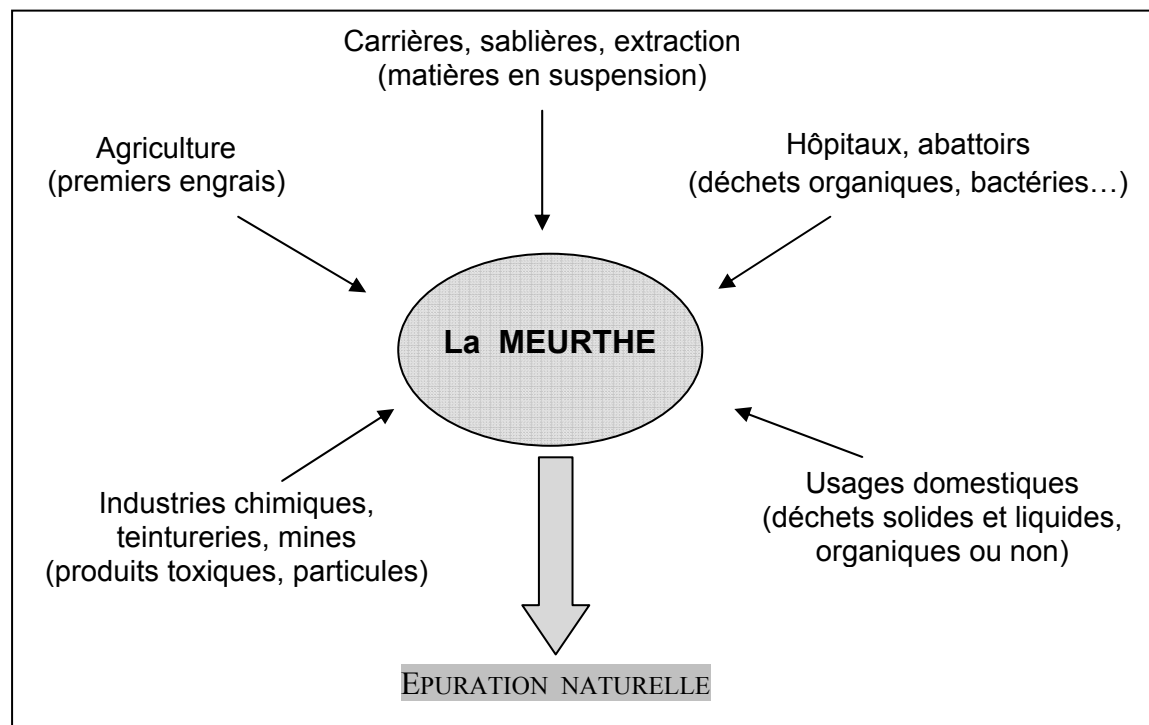 Carrières, sablières, extraction
(matières en suspension)
Agriculture
(premiers engrais)
Hôpitaux, abattoirs
(déchets organiques, bactéries…)
La MEURTHE
Industries chimiques,
teintureries, mines
(produits toxiques, particules)
Usages domestiques
(déchets solides et liquides,
organiques ou non)
EPURATION NATURELLE